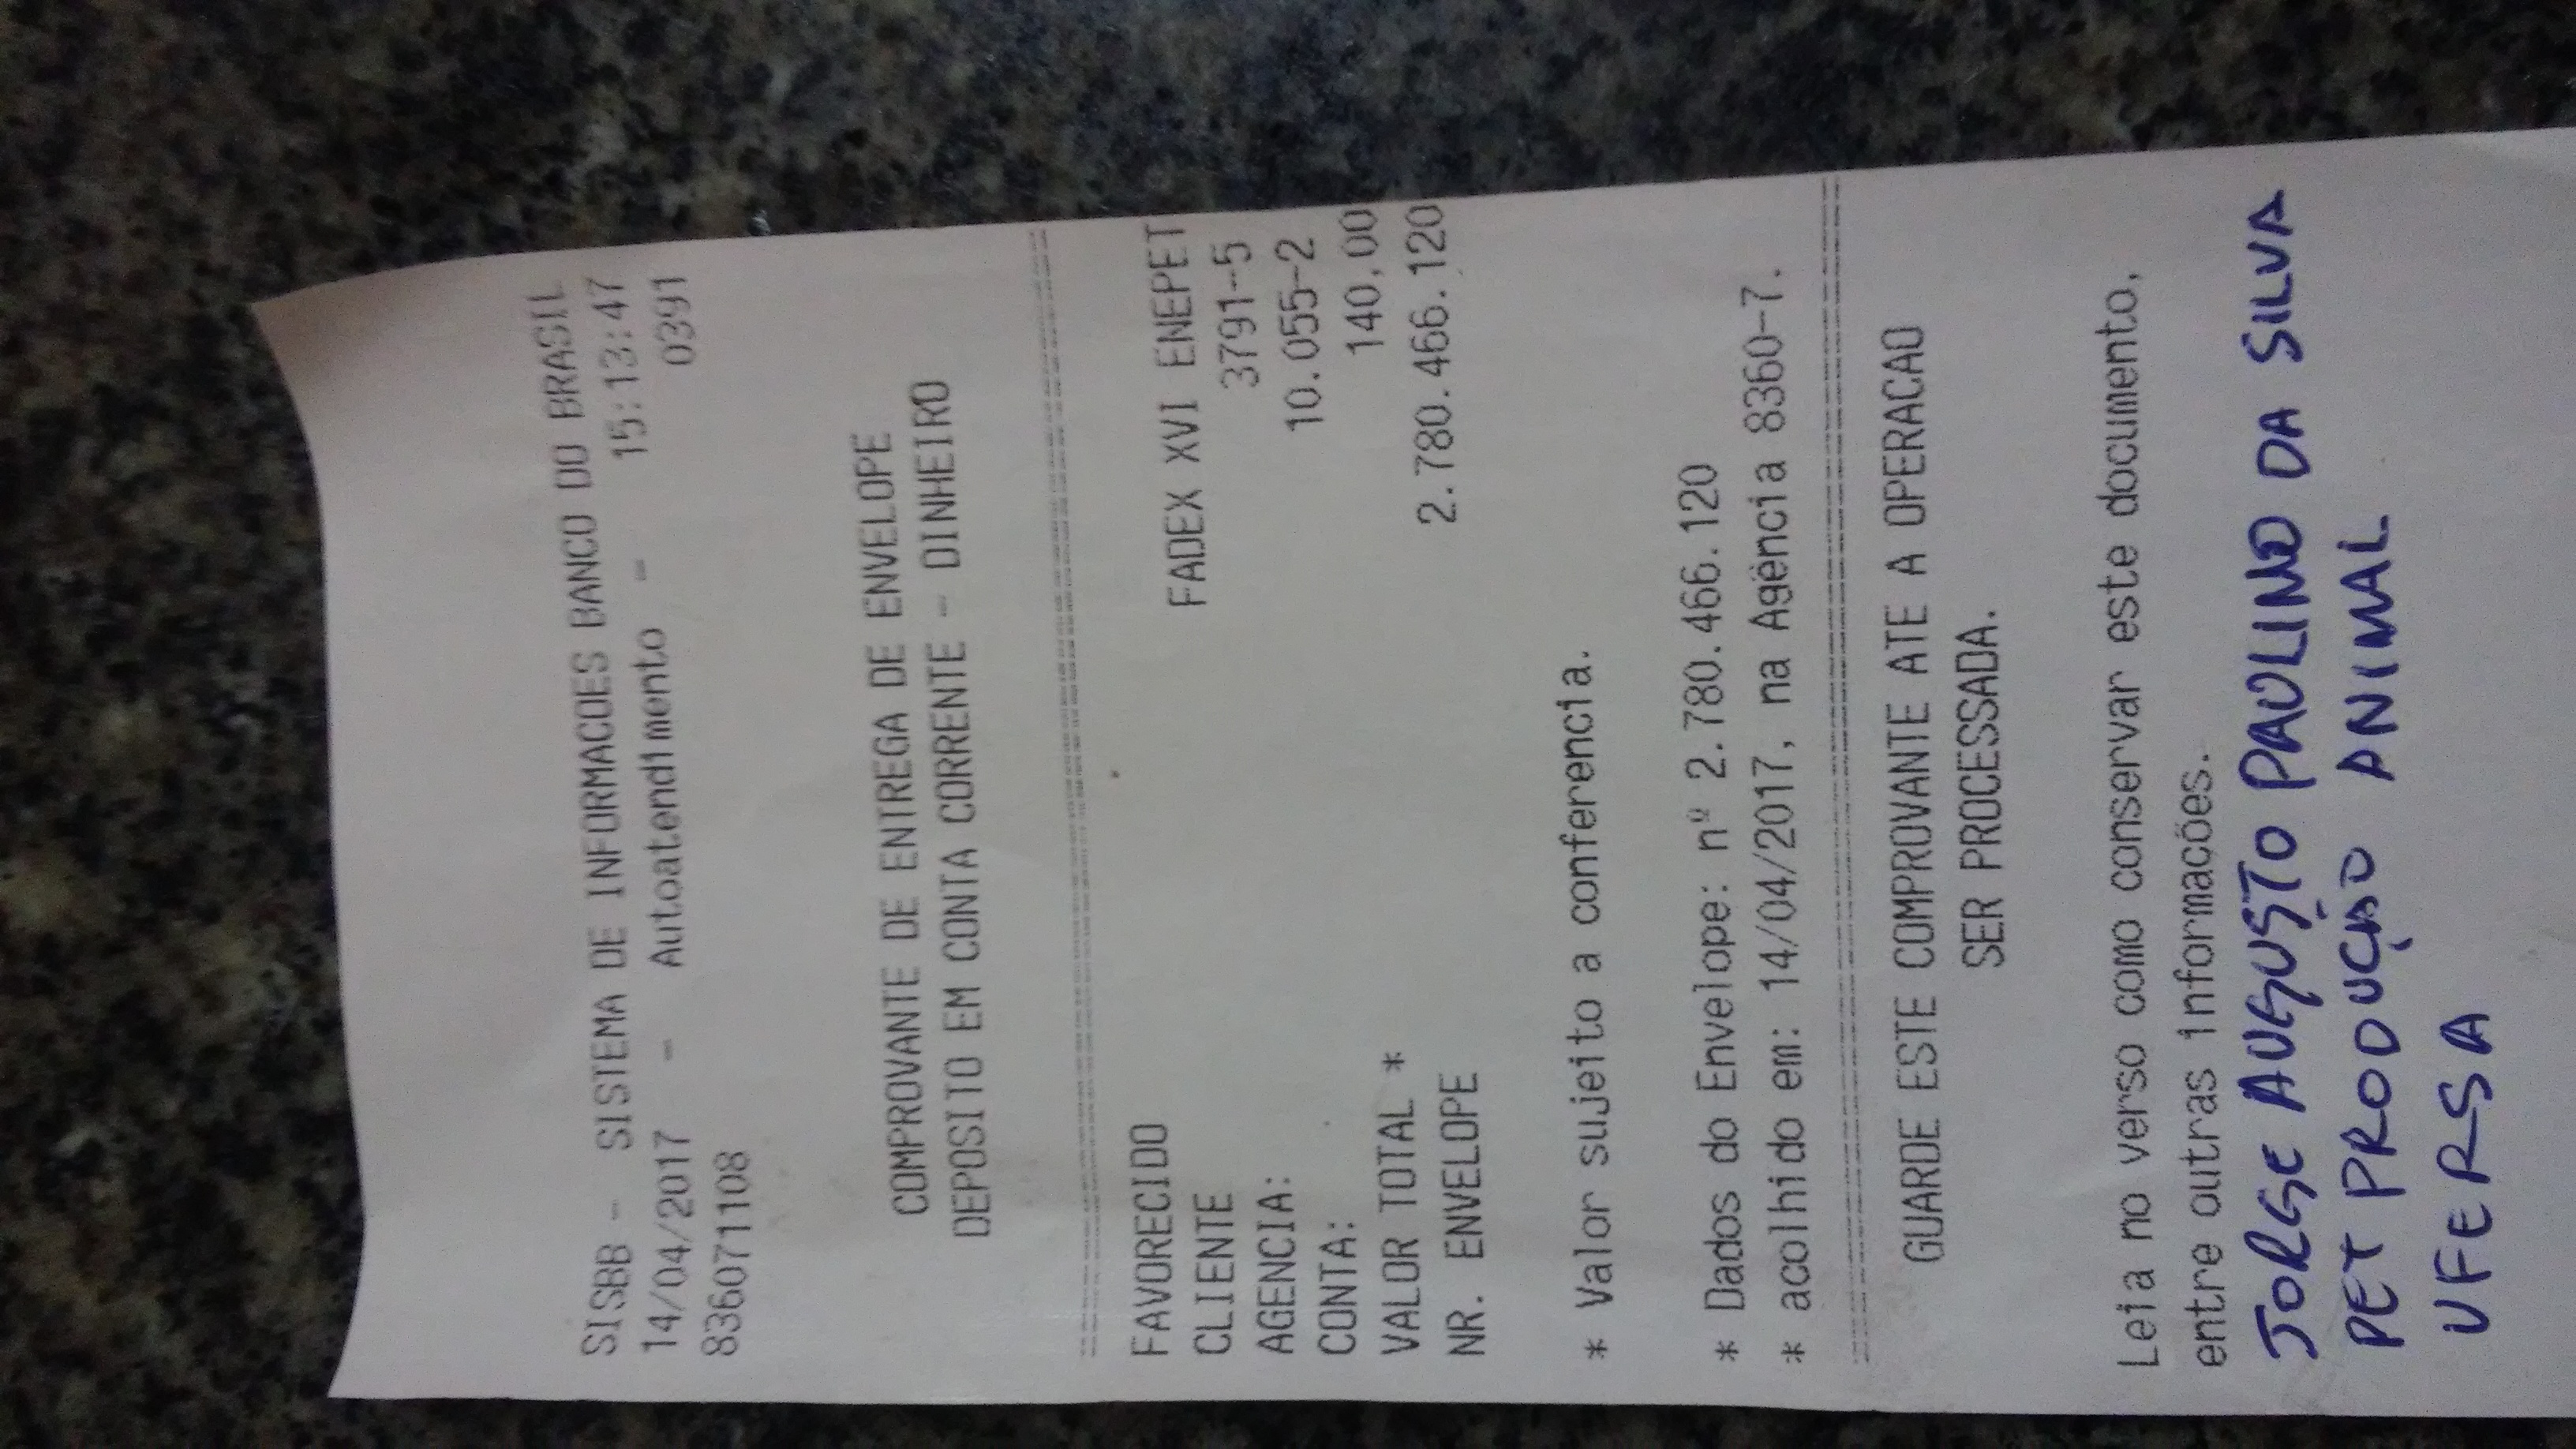 SISBB - SISTEMA DE INFORMACOES BANCO DO BRASIL
14/04/2017 - Autoatendimento - 15:13:47
836071108 0391
COMPROVANTE DE ENTREGA DE ENVELOPE
DEPOSITO EM CONTA CORRENTE - DINHEIRO
FAVORECIDO
CLIENTE FADEX XVI ENEPET
AGENCIA: 3791-5
CONTA: 10.055-2
VALOR TOTAL * 140,00
NR. ENVELOPE 2.780.466.120
* Valor sujeito a conferencia.
* Dados do Envelope: nº 2.780.466.120
* acolhido em: 14/04/2017, na Agência 8360-7.
GUARDE ESTE COMPROVANTE ATE A OPERACAO
SER PROCESSADA.
Leia no verso como conservar este documento,
entre outras informações.
JORGE AUGUSTO PAULINO DA SILVA
PET PRODUÇÃO ANIMAL
UFERSA